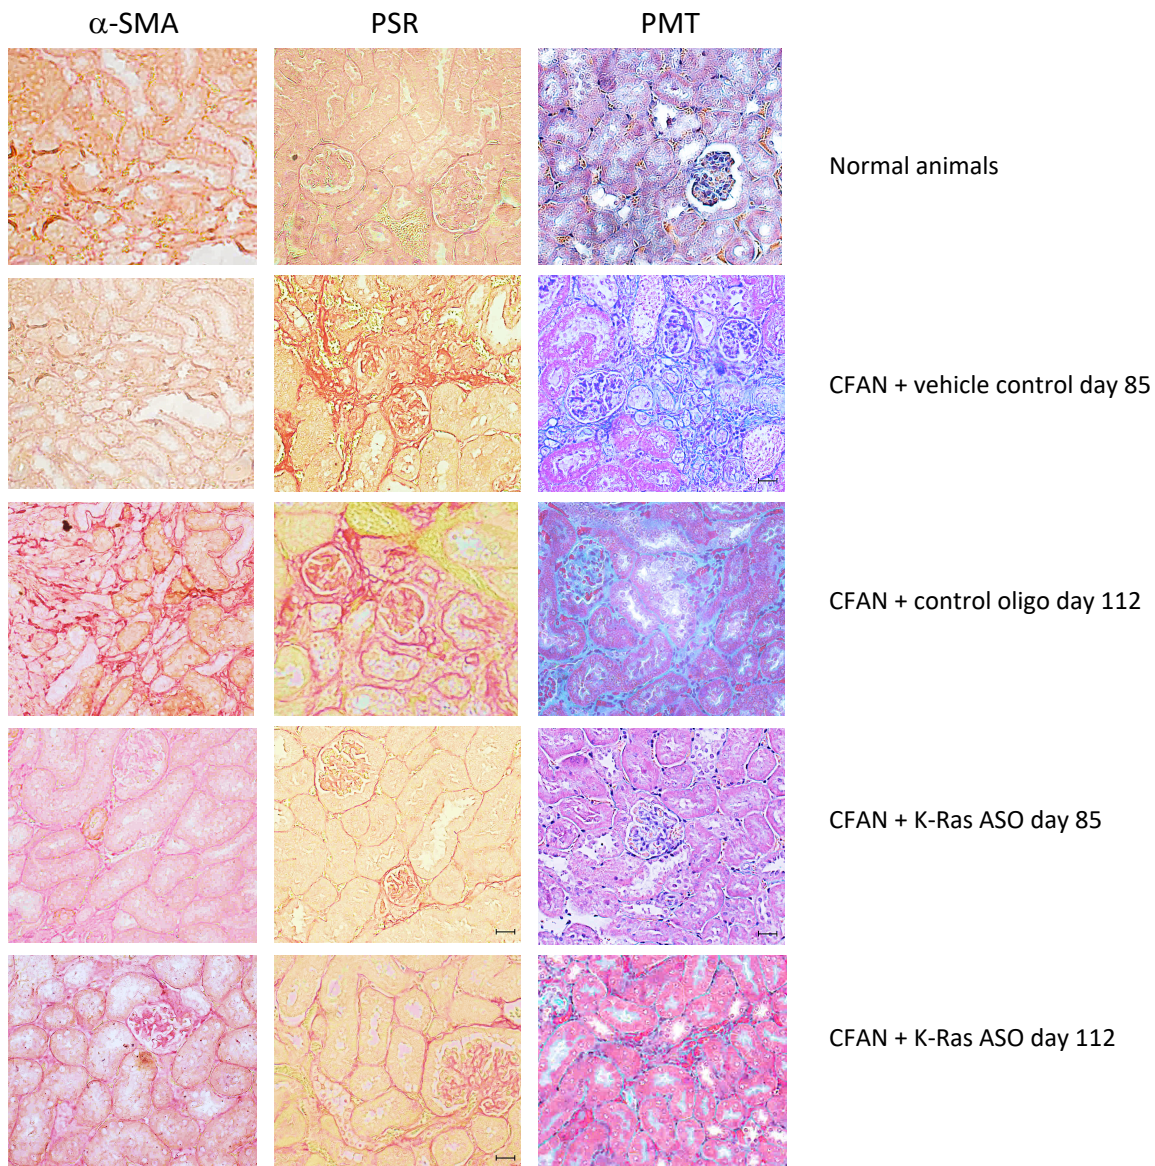 α-SMA PSR PMT
Normal animals
CFAN + vehicle control day 85
CFAN + control oligo day 112
CFAN + K-Ras ASO day 85
CFAN + K-Ras ASO day 112